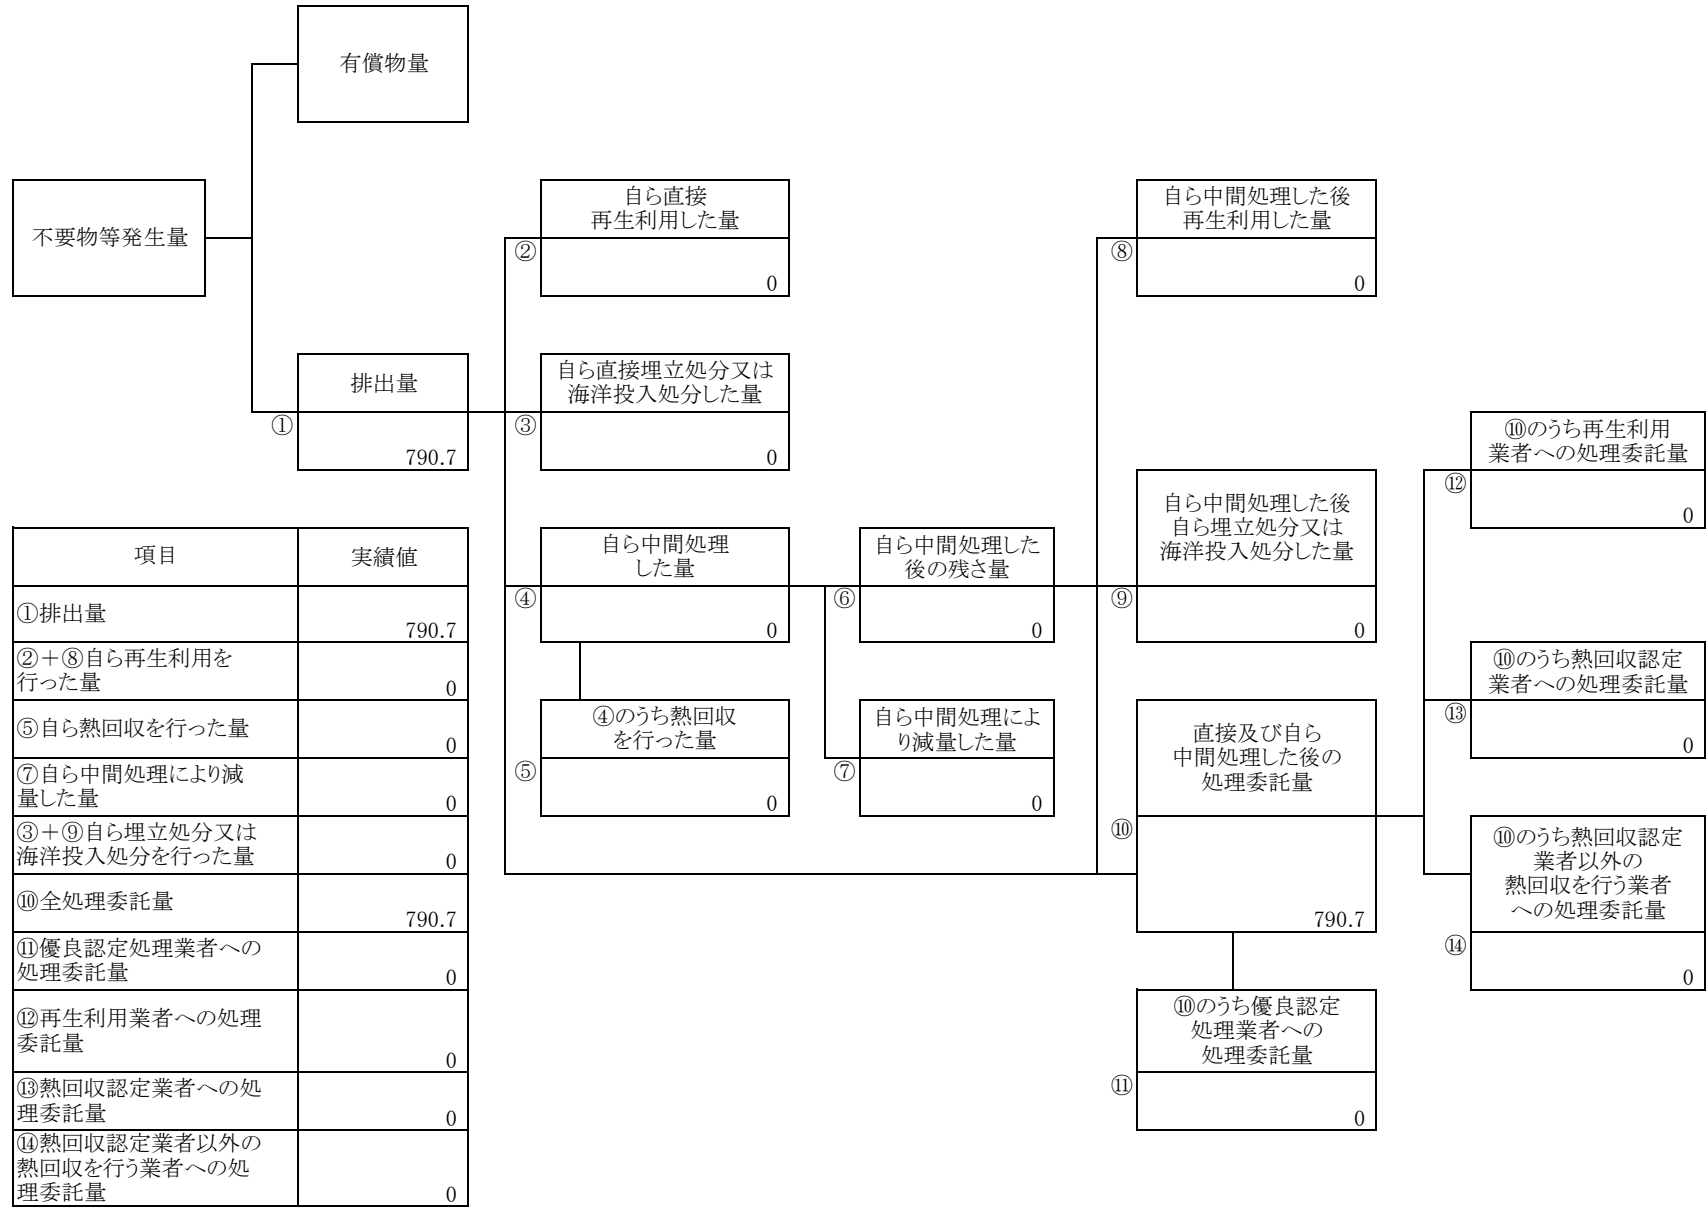 有償物量
不要物等発生量
自ら直接
再生利用した量
②
0
自ら中間処理した後
再生利用した量
⑧
0
排出量
①
790.7
自ら直接埋立処分又は
海洋投入処分した量
③
0
⑩のうち再生利用
業者への処理委託量
⑫
0
自ら中間処理
した量
④
0
自ら中間処理した
後の残さ量
⑥
0
自ら中間処理した後
自ら埋立処分又は
海洋投入処分した量
⑨
0
⑩のうち熱回収認定
業者への処理委託量
⑬
0
④のうち熱回収
を行った量
⑤
0
自ら中間処理によ
り減量した量
⑦
0
直接及び自ら
中間処理した後の
処理委託量
⑩
790.7
⑩のうち熱回収認定
業者以外の
熱回収を行う業者
への処理委託量
⑭
0
⑩のうち優良認定
処理業者への
処理委託量
⑪
0
項目 実績値
①排出量
790.7
②＋⑧自ら再生利用を
行った量
0
⑤自ら熱回収を行った量
0
⑦自ら中間処理により減
量した量
0
③＋⑨自ら埋立処分又は
海洋投入処分を行った量
0
⑩全処理委託量
790.7
⑪優良認定処理業者への
処理委託量
0
⑫再生利用業者への処理
委託量
0
⑬熱回収認定業者への処
理委託量
0
⑭熱回収認定業者以外の
熱回収を行う業者への処
理委託量
0